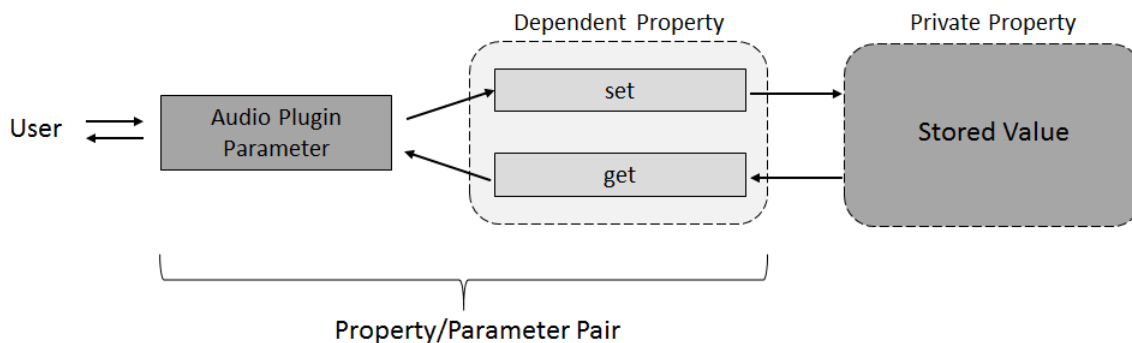 Dependent Property
Private Property
User
Audio Plugin
Parameter
set
get
Stored Value
Property/Parameter Pair